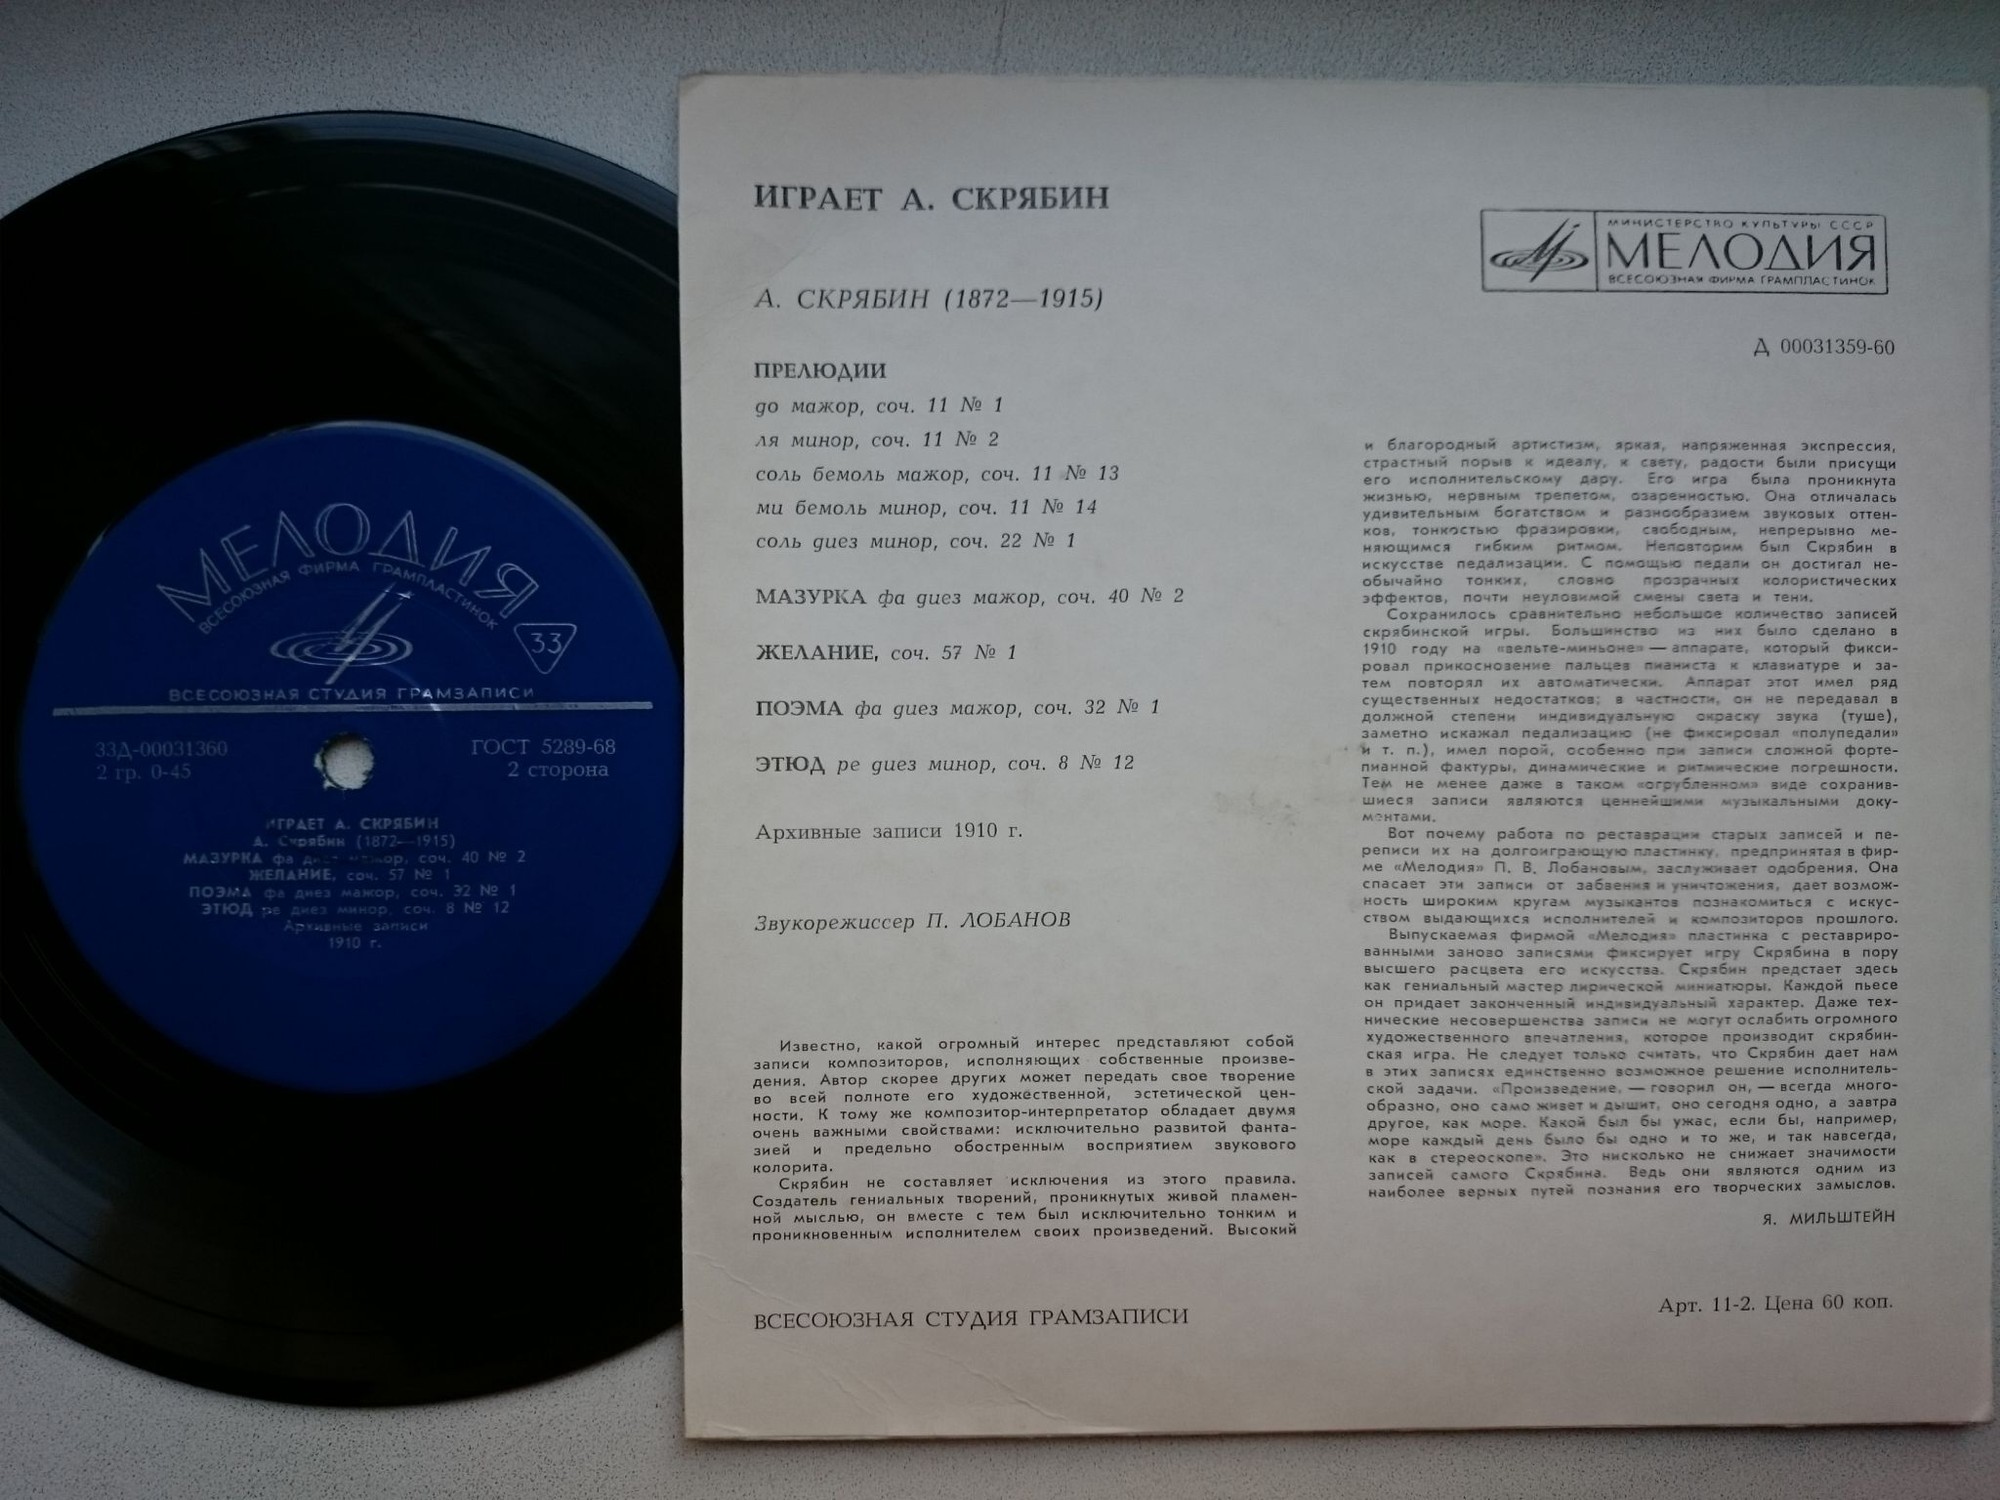 МЕЛОДИЯ
ВСЕСОЮЗНАЯ ФИРМА ГРАМПЛАСТИНОК
33
ВСЕСОЮЗНАЯ СТУДИЯ ГРАМЗАПИСИ
33Д-00031360
2 гр. 0-45
ГОСТ 5289-68
2 сторона
ИГРАЕТ А. СКРЯБИН
А. Скрябин (1872—1915)
МАЗУРКА фа диез мажор, соч. 40 № 2
ЖЕЛАНИЕ, соч. 57 № 1
ПОЭМА фа диез мажор, соч. 32 № 1
ЭТЮД ре диез минор, соч. 8 № 12
Архивные записи
1910 г.
ИГРАЕТ А. СКРЯБИН
А. СКРЯБИН (1872—1915)
ПРЕЛЮДИИ
до мажор, соч. 11 № 1
ля минор, соч. 11 № 2
соль бемоль мажор, соч. 11 № 13
ми бемоль минор, соч. 11 № 14
соль диез минор, соч. 22 № 1
МАЗУРКА фа диез мажор, соч. 40 № 2
ЖЕЛАНИЕ, соч. 57 № 1
ПОЭМА фа диез мажор, соч. 32 № 1
ЭТЮД ре диез минор, соч. 8 № 12
Архивные записи 1910 г.
Звукорежиссер П. ЛОБАНОВ
Известно, какой огромный интерес представляют собой
записи композиторов, исполняющих собственные произве-
дения. Автор скорее других может передать свое творение
во всей полноте его художественной, эстетической цен-
ности. К тому же композитор-интерпретатор обладает двумя
очень важными свойствами: исключительно развитой фанта-
зией и предельно обостренным восприятием звукового
колорита.
Скрябин не составляет исключения из этого правила.
Создатель гениальных творений, проникнутых живой пламен-
ной мыслью, он вместе с тем был исключительно тонким и
проникновенным исполнителем своих произведений. Высокий
ВСЕСОЮЗНАЯ СТУДИЯ ГРАМЗАПИСИ
МИНИСТЕРСТВО КУЛЬТУРЫ СССР
МЕЛОДИЯ
ВСЕСОЮЗНАЯ ФИРМА ГРАМПЛАСТИНОК
Д 00031359-60
и благородный артистизм, яркая, напряженная экспрессия,
страстный порыв к идеалу, к свету, радости были присущи
его исполнительскому дару. Его игра была проникнута
жизнью, нервным трепетом, озаренностью. Она отличалась
удивительным богатством и разнообразием звуковых оттен-
ков, тонкостью фразировки, свободным, непрерывно ме-
няющимся гибким ритмом. Неповторим был Скрябин в
искусстве педализации. С помощью педали он достигал не-
обычайно тонких, словно прозрачных колористических
эффектов, почти неуловимой смены света и тени.
Сохранилось сравнительно небольшое количество записей
скрябинской игры. Большинство из них было сделано в
1910 году на «вельте-миньоне» — аппарате, который фикси-
ровал прикосновение пальцев пианиста к клавиатуре и за-
тем повторял их автоматически. Аппарат этот имел ряд
существенных недостатков: в частности, он не передавал в
должной степени индивидуальную окраску звука (туше),
заметно искажал педализацию (не фиксировал «полупедали»
и т. п.), имел порой, особенно при записи сложной форте-
пианной фактуры, динамические и ритмические погрешности.
Тем не менее даже в таком «огрубленном» виде сохранив-
шиеся записи являются ценнейшими музыкальными доку-
ментами.
Вот почему работа по реставрации старых записей и пе-
реписи их на долгоиграющую пластинку, предпринятая в фир-
ме «Мелодия» П. В. Лобановым, заслуживает одобрения. Она
спасает эти записи от забвения и уничтожения, дает возмож-
ность широким кругам музыкантов познакомиться с искус-
ством выдающихся исполнителей и композиторов прошлого.
Выпускаемая фирмой «Мелодия» пластинка с реставриро-
ванными заново записями фиксирует игру Скрябина в пору
высшего расцвета его искусства. Скрябин предстает здесь
как гениальный мастер лирической миниатюры. Каждой пьесе
он придает законченный индивидуальный характер. Даже тех-
нические несовершенства записи не могут ослабить огромного
художественного впечатления, которое производит скрябин-
ская игра. Не следует только считать, что Скрябин дает нам
в этих записях единственно возможное решение исполнитель-
ской задачи. «Произведение, — говорил он, — всегда много-
образно, оно само живет и дышит, оно сегодня одно, а завтра
другое, как море. Какой был бы ужас, если бы, например,
море каждый день было бы одно и то же, и так навсегда,
как в стереоскопе». Это нисколько не снижает значимости
записей самого Скрябина. Ведь они являются одним из
наиболее верных путей познания его творческих замыслов.
Я. МИЛЬШТЕЙН
Арт. 11-2. Цена 60 коп.